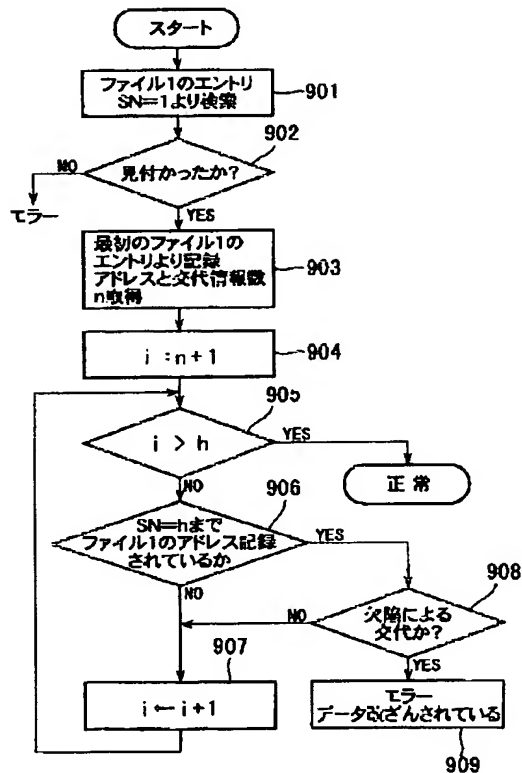 スタート
ファイル1のエントリ
SN=1より検索
901
902
見付かったか?
NO
エラー
YES
最初のファイル1の
エントリより記録
アドレスと交代情報数
n取得
903
i :n+1
904
905
i > h
YES
正 常
NO
906
SN=hまで
ファイル1のアドレス記録
されているか
YES
NO
908
欠陥による
交代か?
NO
YES
907
i←i+1
エラー
データ改ざんされている
909